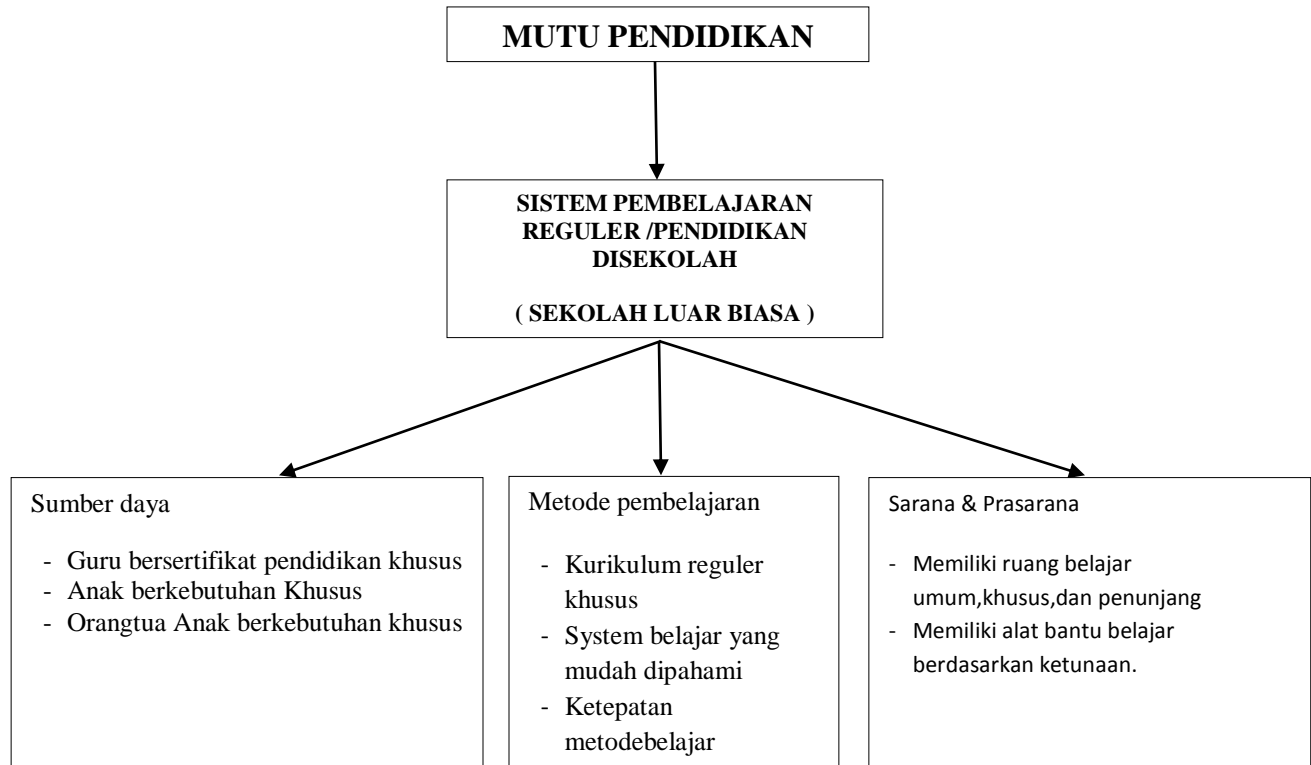 MUTU PENDIDIKAN
SISTEM PEMBELAJARAN
REGULER /PENDIDIKAN
DISEKOLAH
( SEKOLAH LUAR BIASA )
Sumber daya
- Guru bersertifikat pendidikan khusus
- Anak berkebutuhan Khusus
- Orangtua Anak berkebutuhan khusus
Metode pembelajaran
- Kurikulum reguler
khusus
- System belajar yang
mudah dipahami
- Ketepatan
metodebelajar
Sarana & Prasarana
- Memiliki ruang belajar
umum,khusus,dan penunjang
- Memiliki alat bantu belajar
berdasarkan ketunaan.